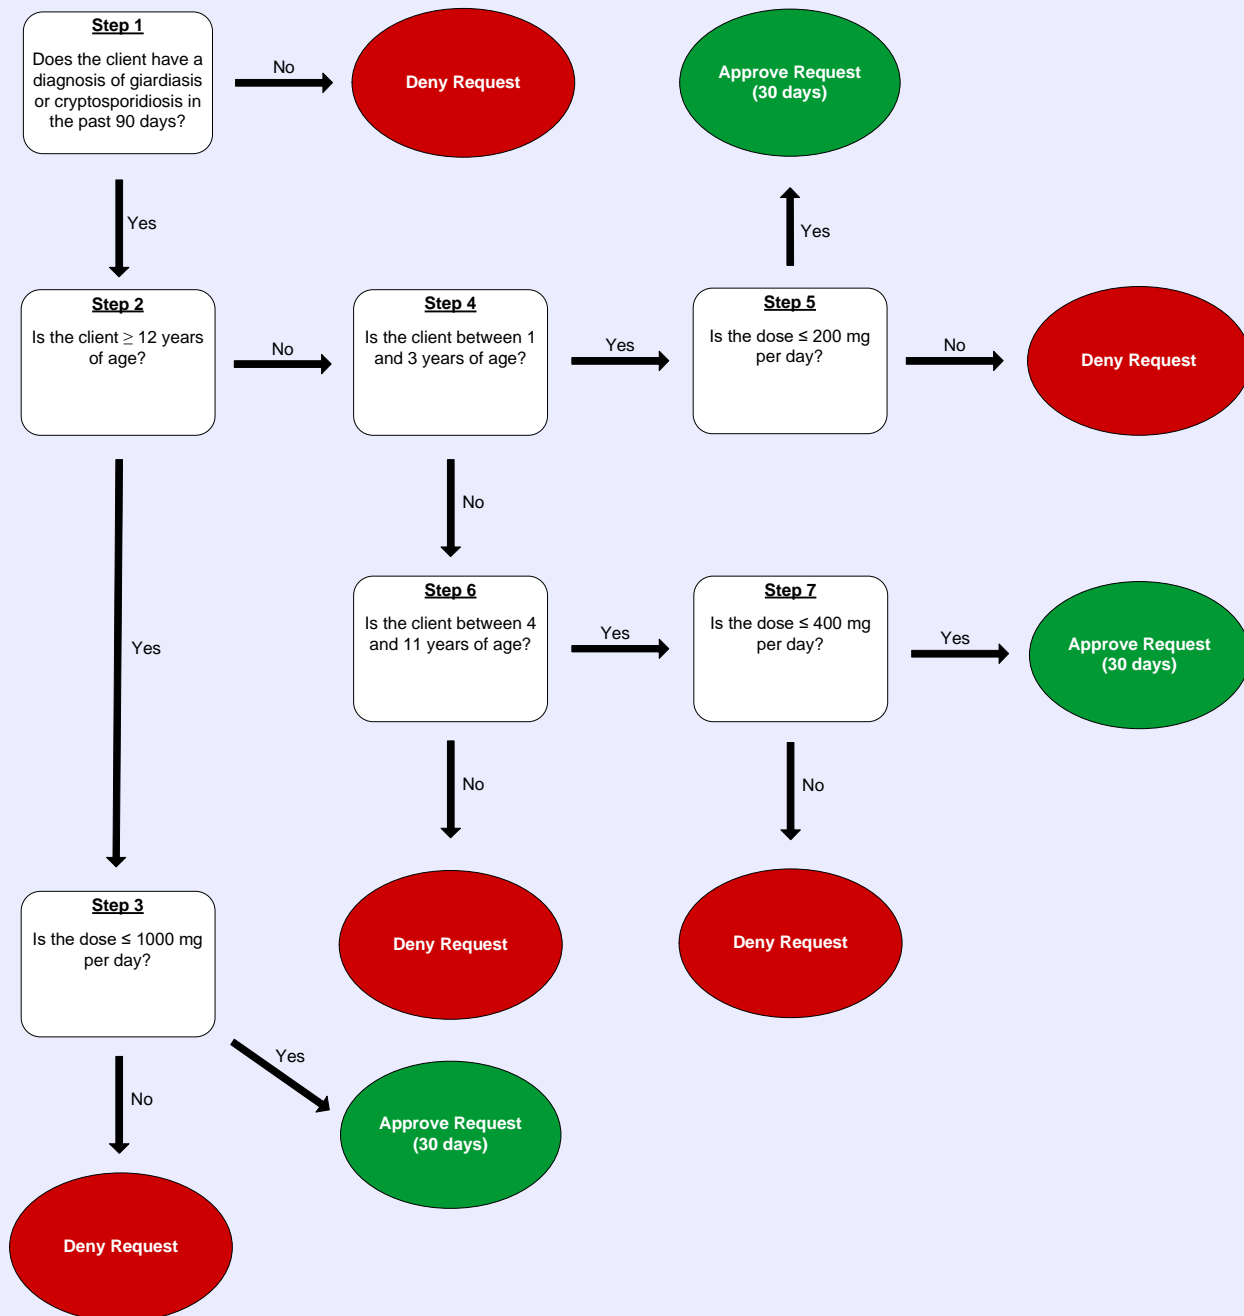 Step 1
Does the client have a
diagnosis of giardiasis
or cryptosporidiosis in
the past 90 days?
No
Deny Request
Approve Request
(30 days)
Yes
Yes
Step 2
Is the client ≥ 12 years
of age?
No
Step 4
Is the client between 1
and 3 years of age?
Yes
Step 5
Is the dose ≤ 200 mg
per day?
No
Deny Request
No
Yes
Step 6
Is the client between 4
and 11 years of age?
Yes
Step 7
Is the dose ≤ 400 mg
per day?
Yes
Approve Request
(30 days)
No
No
Step 3
Is the dose ≤ 1000 mg
per day?
Deny Request
Deny Request
Yes
No
Approve Request
(30 days)
Deny Request